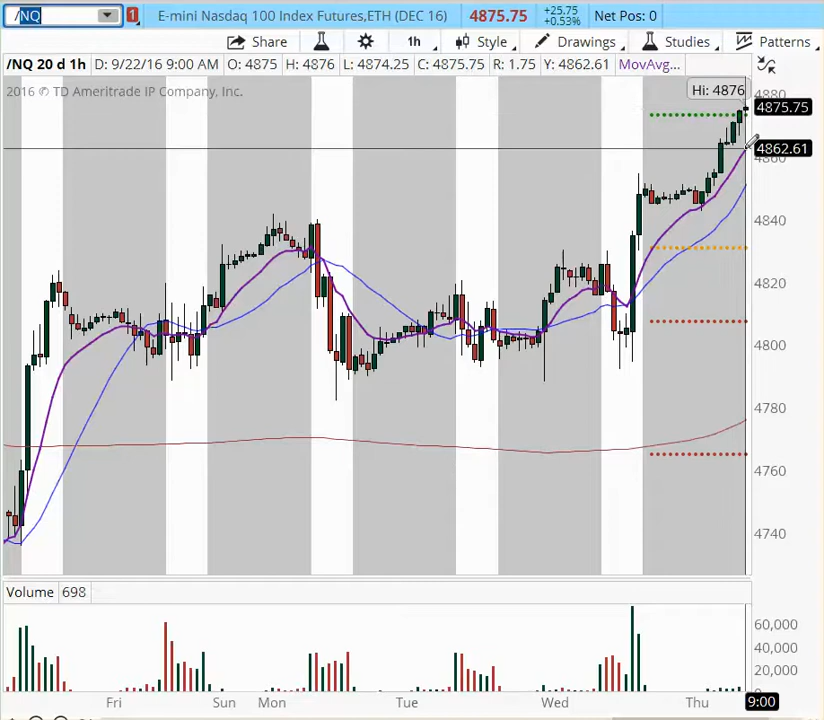 /NQ 1 E-mini Nasdaq 100 Index Futures,ETH (DEC 16) 4875.75 +25.75 +0.53% Net Pos: 0
Share 1h Style Drawings Studies Patterns
/NQ 20 d 1h D: 9/22/16 9:00 AM O: 4875 H: 4876 L: 4874.25 C: 4875.75 R: 1.75 Y: 4862.61 MovAvg...
2016 © TD Ameritrade IP Company, Inc.
Hi: 4876
4880
4875.75
4862.61
4860
4840
4820
4800
4780
4760
4740
Volume 698
60,000
40,000
20,000
Fri Sun Mon Tue Wed Thu 9:00